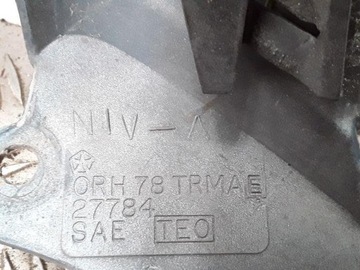 NIV-A
ORH 78 TRMAE
27784
SAE TEO